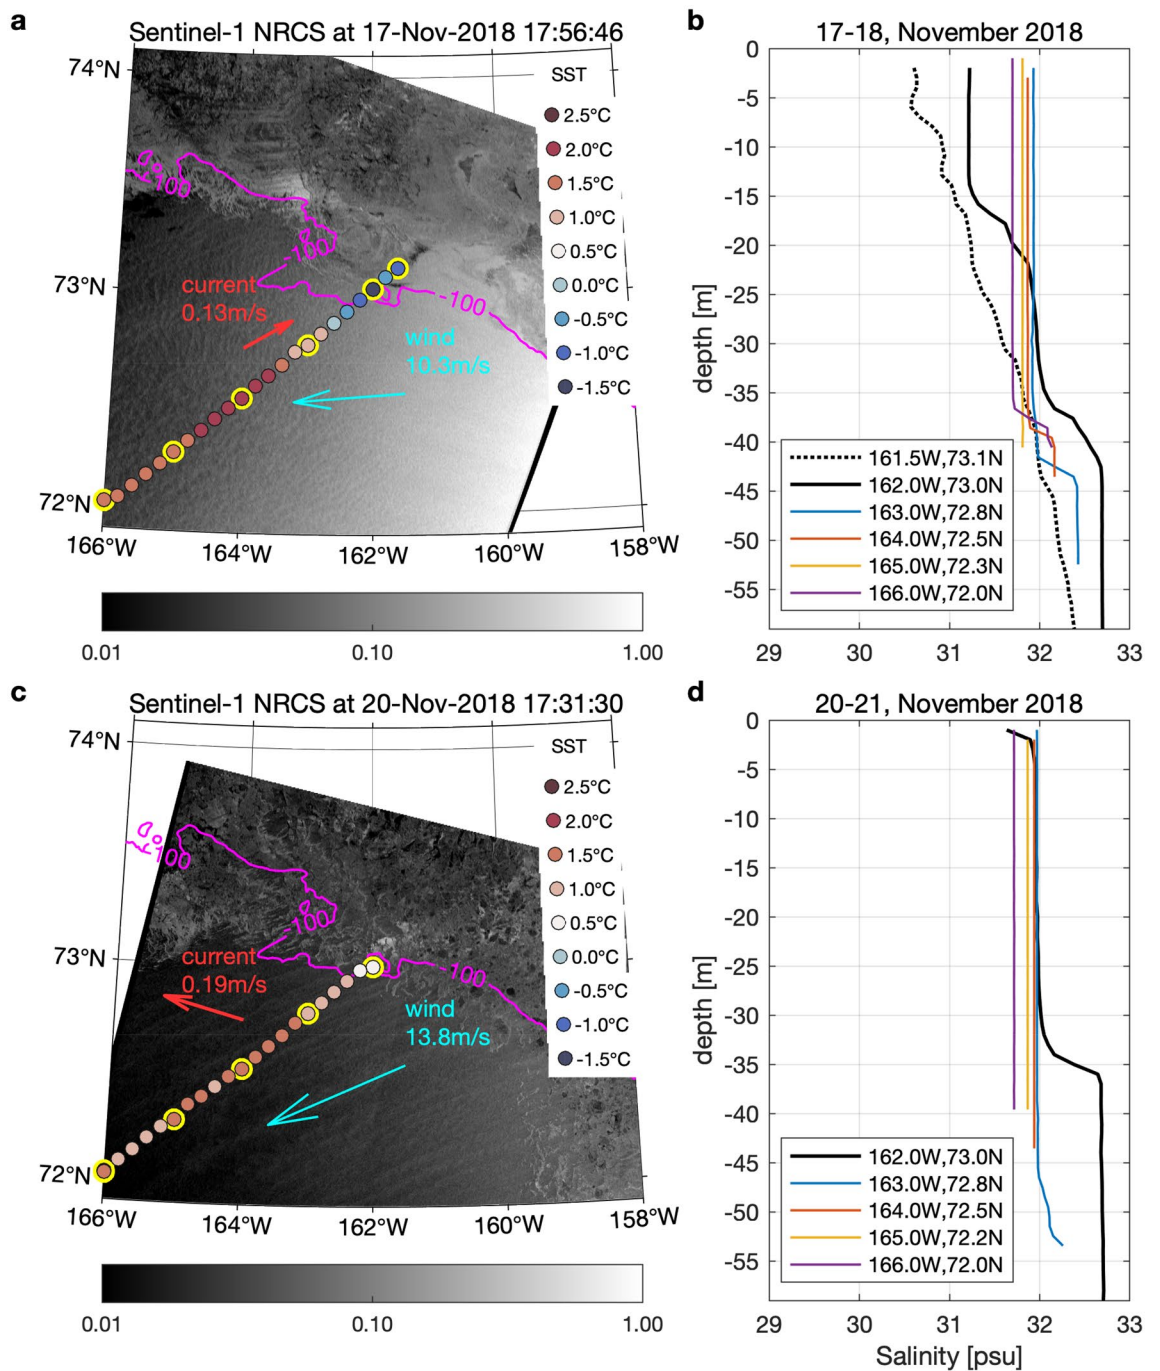 a
Sentinel-1 NRCS at 17-Nov-2018 17:56:46
74°N
73°N
72°N
166°W
164°W
162°W
160°W
158°W
-100
-100
-100
current
0.13m/s
wind
10.3m/s
SST
2.5°C
2.0°C
1.5°C
1.0°C
0.5°C
0.0°C
-0.5°C
-1.0°C
-1.5°C
0.01
0.10
1.00
b
17-18, November 2018
0
-5
-10
-15
-20
-25
-30
-35
-40
-45
-50
-55
depth [m]
161.5W,73.1N
162.0W,73.0N
163.0W,72.8N
164.0W,72.5N
165.0W,72.3N
166.0W,72.0N
29
30
31
32
33
c
Sentinel-1 NRCS at 20-Nov-2018 17:31:30
74°N
73°N
72°N
166°W
164°W
162°W
160°W
158°W
-100
-100
-100
current
0.19m/s
wind
13.8m/s
SST
2.5°C
2.0°C
1.5°C
1.0°C
0.5°C
0.0°C
-0.5°C
-1.0°C
-1.5°C
0.01
0.10
1.00
d
20-21, November 2018
0
-5
-10
-15
-20
-25
-30
-35
-40
-45
-50
-55
depth [m]
162.0W,73.0N
163.0W,72.8N
164.0W,72.5N
165.0W,72.2N
166.0W,72.0N
29
30
31
32
33
Salinity [psu]